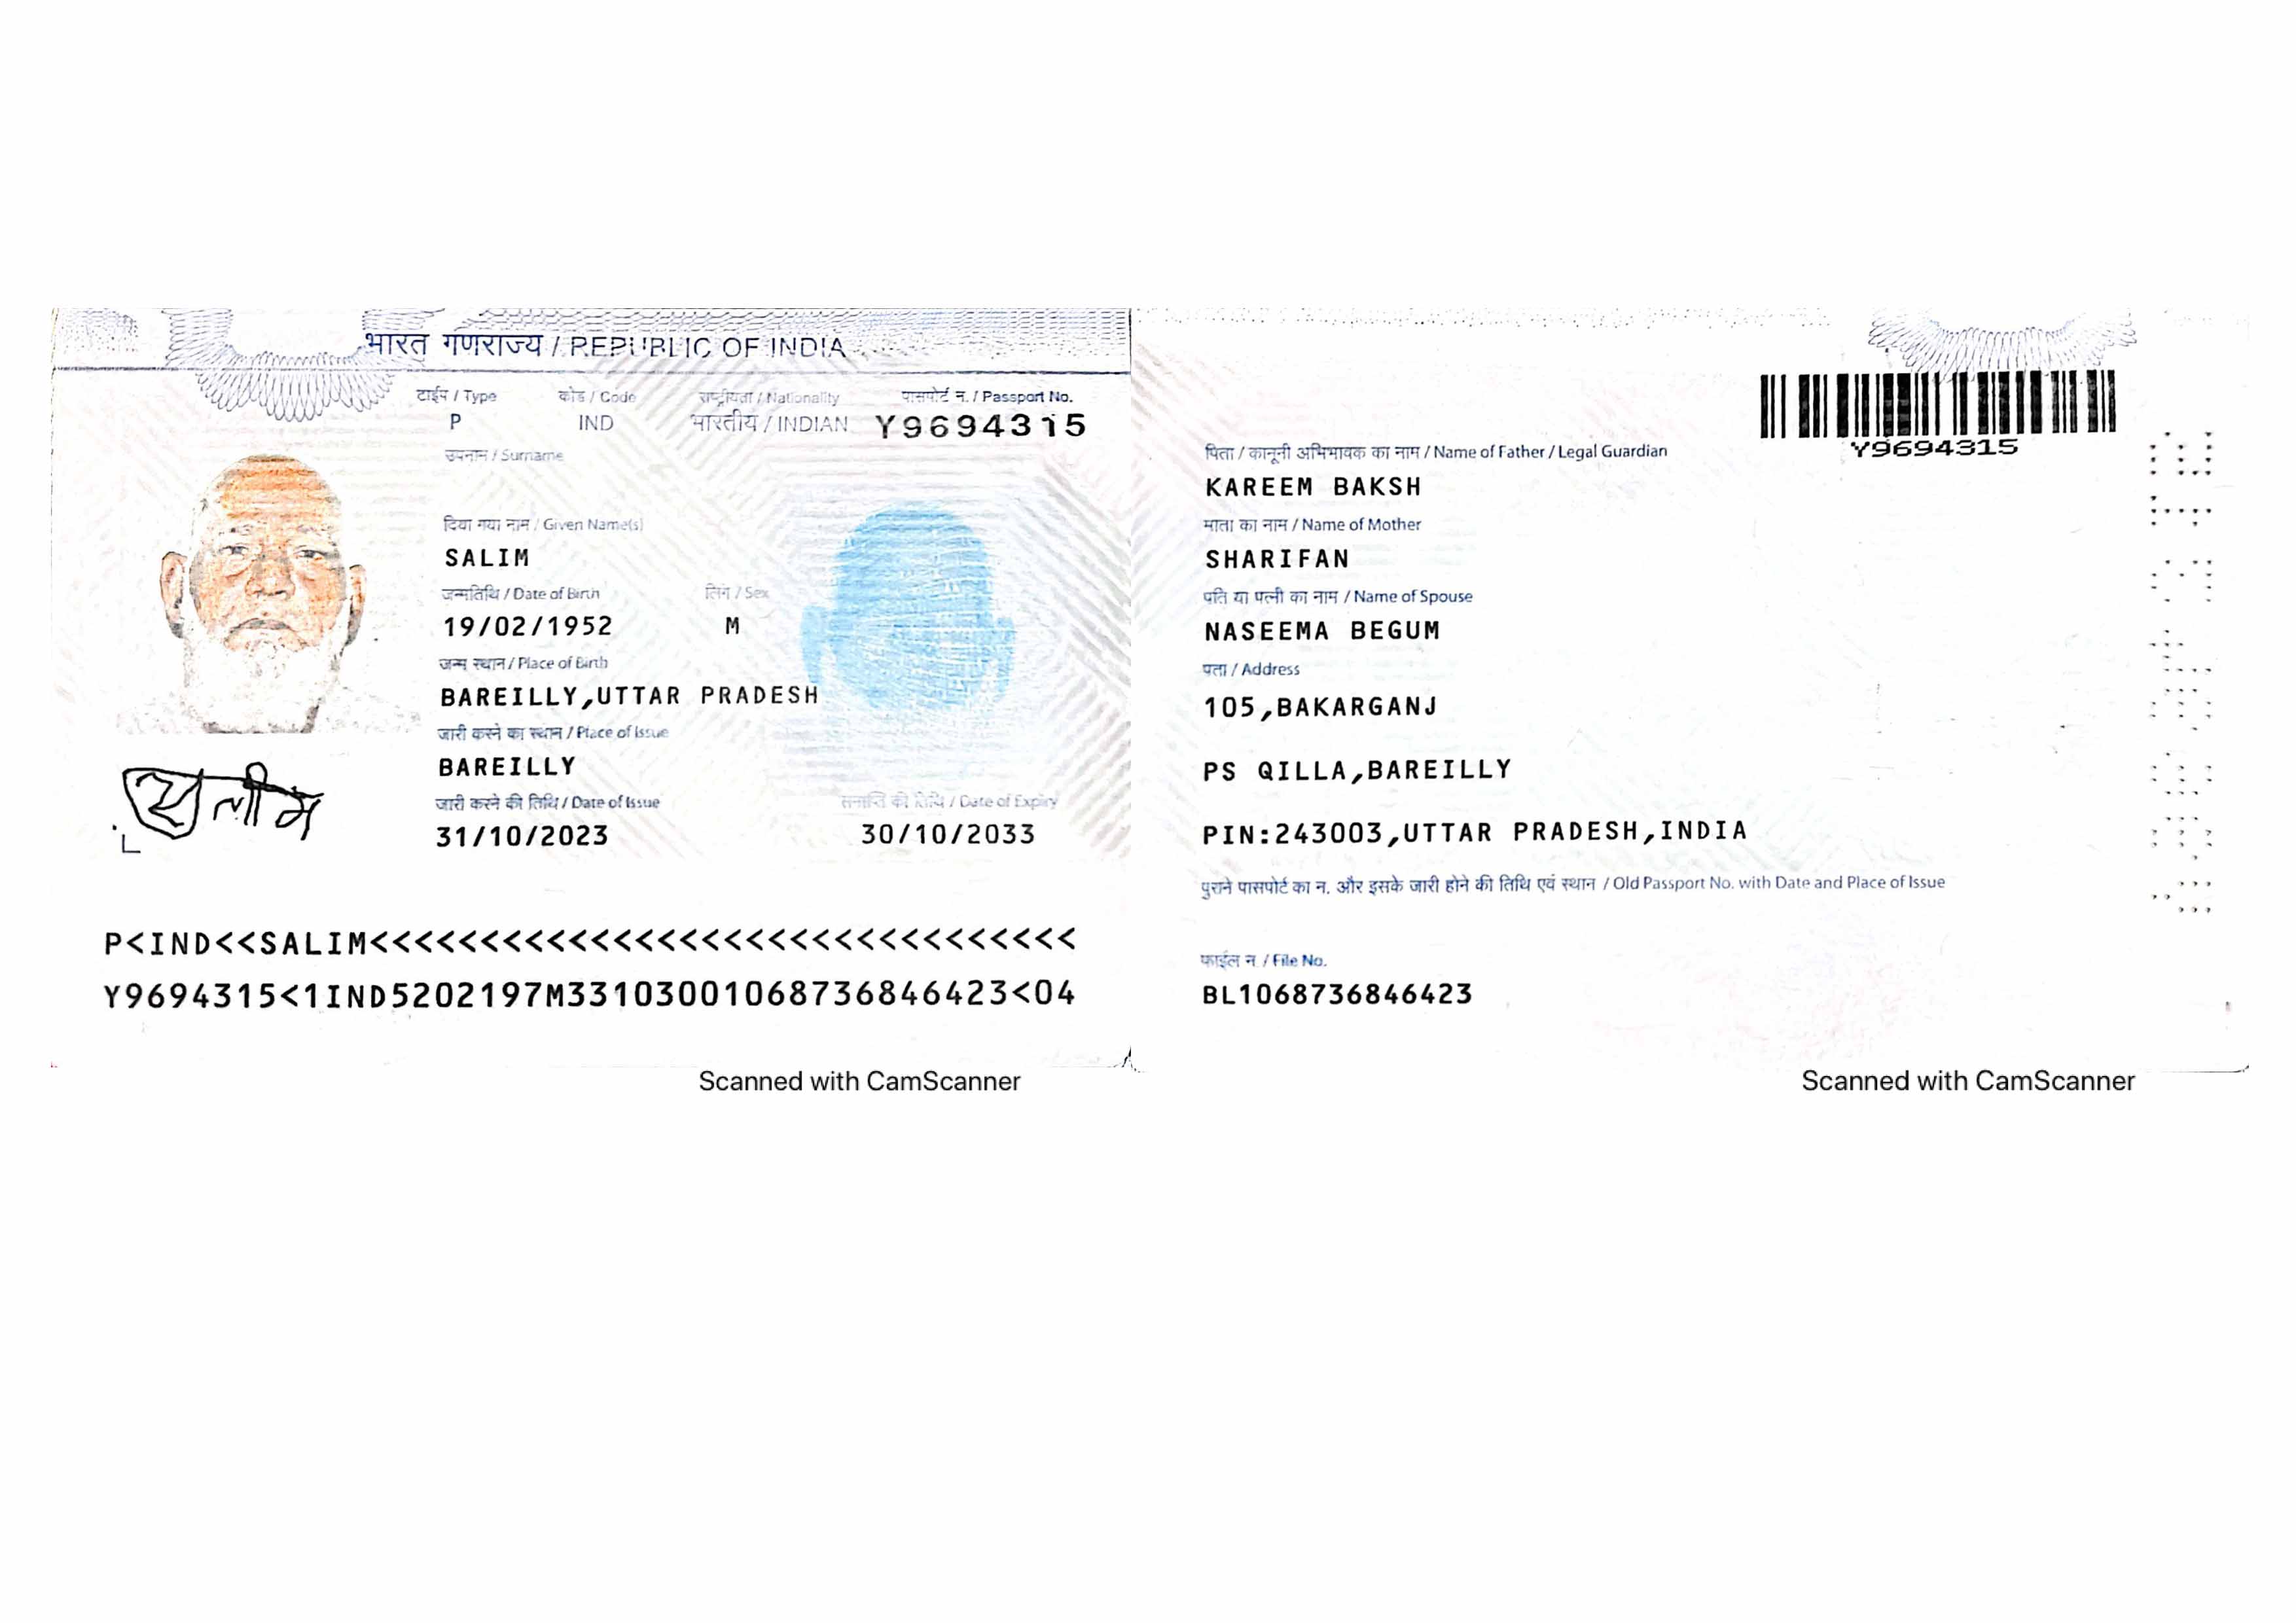 भारत गणराज्य / REPUBLIC OF INDIA
टाईप / Type कोड / Code राष्ट्रीयता / Nationality पासपोर्ट न. / Passport No.
P IND भारतीय / INDIAN Y9694315
उपनाम / Surname
दिया गया नाम / Given Name(s)
SALIM
जन्मतिथि / Date of Birth लिंग / Sex
19/02/1952 M
जन्म स्थान / Place of Birth
BAREILLY,UTTAR PRADESH
जारी करने का स्थान / Place of Issue
BAREILLY
जारी करने की तिथि / Date of Issue समाप्ति की तिथि / Date of Expiry
31/10/2023 30/10/2033
सलीम
P<IND<<SALIM<<<<<<<<<<<<<<<<<<<<<<<<<<<<<<<<
Y9694315<1IND5202197M33103001068736846423<04
Scanned with CamScanner
Y9694315
पिता / कानूनी अभिभावक का नाम / Name of Father / Legal Guardian
KAREEM BAKSH
माता का नाम / Name of Mother
SHARIFAN
पति या पत्नी का नाम / Name of Spouse
NASEEMA BEGUM
पता / Address
105,BAKARGANJ
PS QILLA,BAREILLY
PIN:243003,UTTAR PRADESH,INDIA
पुराने पासपोर्ट का न. और इसके जारी होने की तिथि एवं स्थान / Old Passport No. with Date and Place of Issue
फाईल न. / File No.
BL1068736846423
Scanned with CamScanner